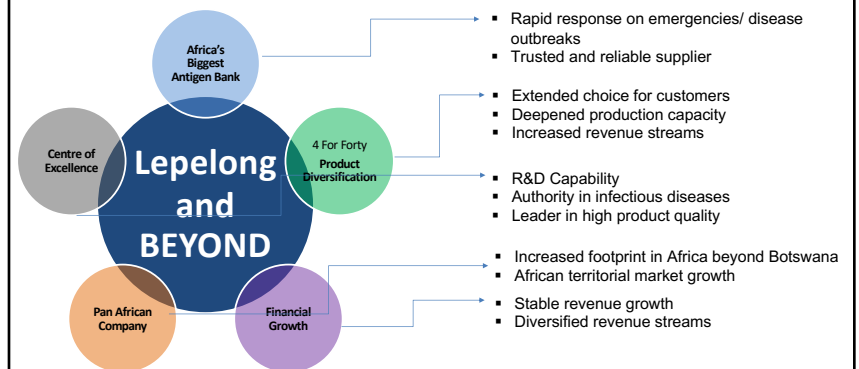 Africa's
Biggest
Antigen Bank
▪ Rapid response on emergencies/ disease
outbreaks
▪ Trusted and reliable supplier
4 For Forty
Product
Diversification
▪ Extended choice for customers
▪ Deepened production capacity
▪ Increased revenue streams
Centre of
Excellence
Lepelong
and
BEYOND
▪ R&D Capability
▪ Authority in infectious diseases
▪ Leader in high product quality
Pan African
Company
▪ Increased footprint in Africa beyond Botswana
▪ African territorial market growth
Financial
Growth
▪ Stable revenue growth
▪ Diversified revenue streams